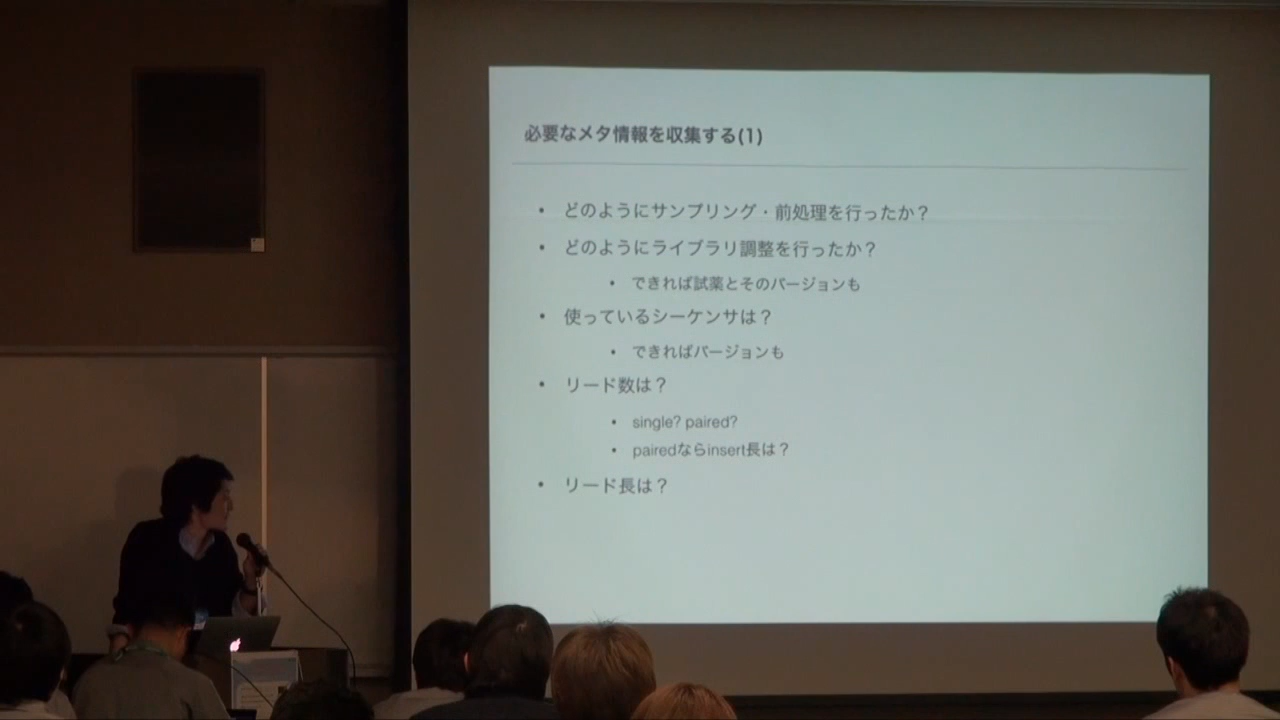 必要なメタ情報を収集する(1)
• どのようにサンプリング・前処理を行ったか？
• どのようにライブラリ調整を行ったか？
• できれば試薬とそのバージョンも
• 使っているシーケンサは？
• できればバージョンも
• リード数は？
• single? paired?
• pairedならinsert長は？
• リード長は？